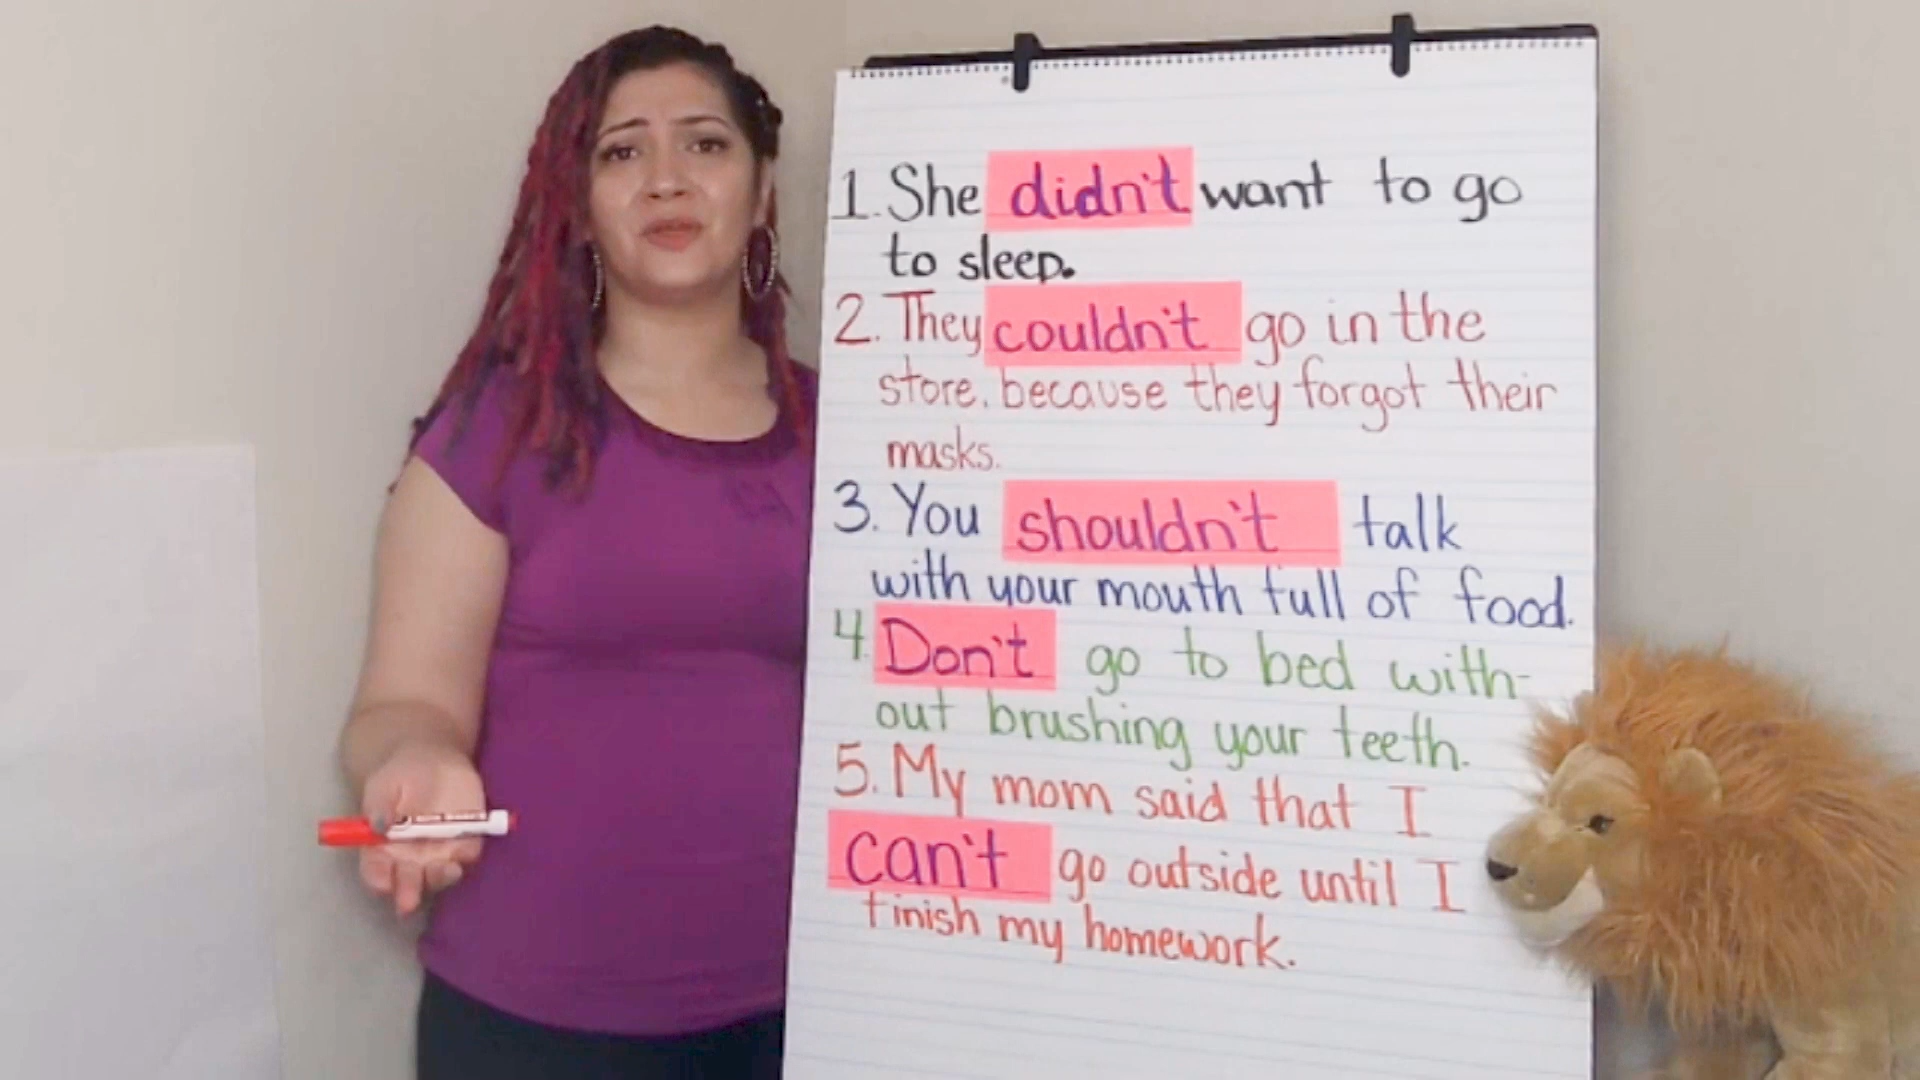 1. She didn't want to go
to sleep.
2. They couldn't go in the
store. because they forgot their
masks.
3. You shouldn't talk
with your mouth full of food.
4. Don't go to bed with-
out brushing your teeth.
5. My mom said that I
can't go outside until I
finish my homework.